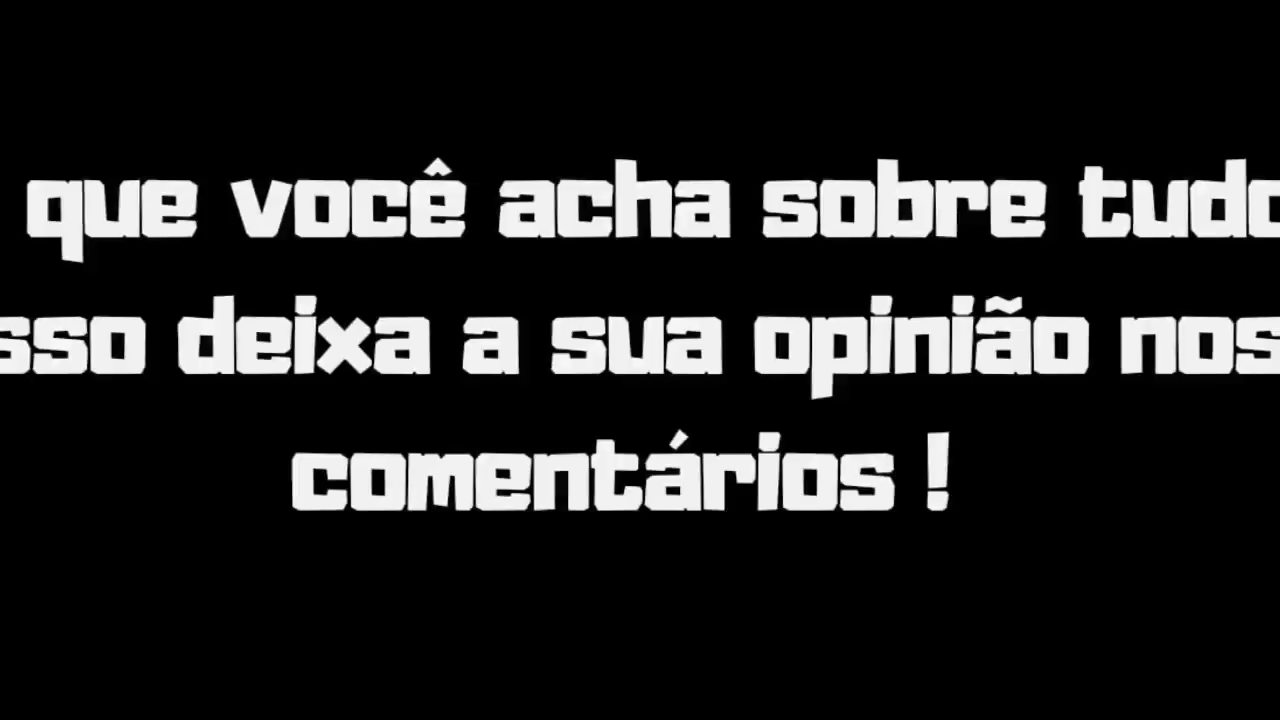 que você acha sobre tudo
sso deixa a sua opinião nos
comentários !